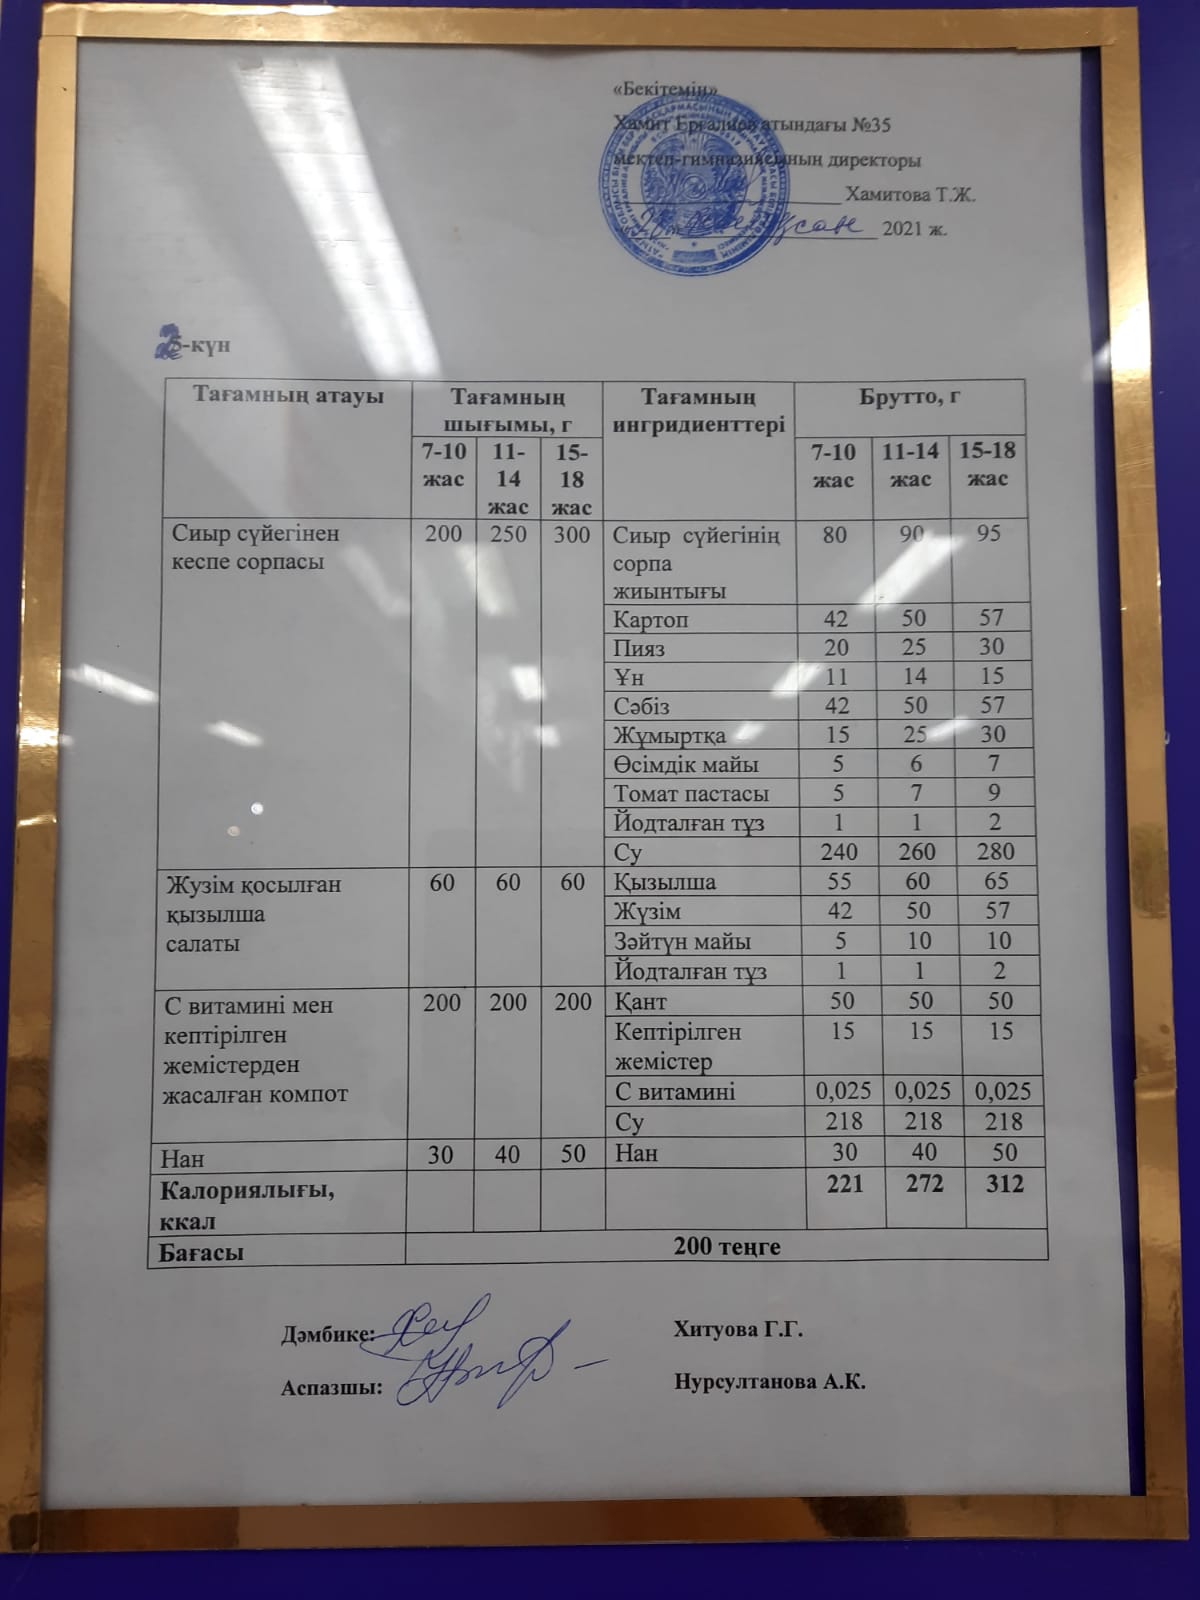 «Бекітемін»
Хамит Ерғалиев атындағы №35
мектеп-гимназиясының директоры
Хамитова Т.Ж.
2021 ж.
2-күн
Тағамның атауы Тағамның шығымы, г Тағамның ингридиенттері Брутто, г
7-10 жас 11-14 жас 15-18 жас 7-10 жас 11-14 жас 15-18 жас
Сиыр сүйегінен кеспе сорпасы 200 250 300 Сиыр сүйегінің сорпа жиынтығы 80 90 95
Картоп 42 50 57
Пияз 20 25 30
Ұн 11 14 15
Сәбіз 42 50 57
Жұмыртқа 15 25 30
Өсімдік майы 5 6 7
Томат пастасы 5 7 9
Йодталған тұз 1 1 2
Су 240 260 280
Жузім қосылған қызылша салаты 60 60 60 Қызылша 55 60 65
Жүзім 42 50 57
Зәйтүн майы 5 10 10
Йодталған тұз 1 1 2
С витамині мен кептірілген жемістерден жасалған компот 200 200 200 Қант 50 50 50
Кептірілген жемістер 15 15 15
С витамині 0,025 0,025 0,025
Су 218 218 218
Нан 30 40 50 Нан 30 40 50
Калориялығы, ккал 221 272 312
Бағасы 200 теңге
Дәмбике: Хитуова Г.Г.
Аспазшы: Нурсултанова А.К.